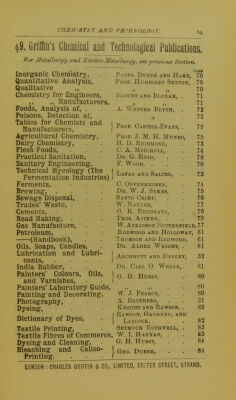 CHEMISTRY AND TECHNOLOGY. 69
§9. Griffin's Chemical and Technological Publications.
For Metallurgy and Electro-Metallurgy, see previous Section.
PAGE
Inorganic Chemistry, Profs. Dupré and Hake, 70
Quantitative Analysis, Prof. Humboldt Sexton, 70
Qualitative „ „ „ 70
Chemistry for Engineers, Blount and Bloxam, 71
„ „ Manufacturers, „ „ 71
Foods, Analysis of, A. Wynter Blyth, 72
Poisons, Detection of, „ 72
Tables for Chemists and Manufacturers, Prof. Castell-Evans, 79
Agricultural Chemistry, Prof. J. M. H. Munro, 73
Dairy Chemistry, H. D. Richmond, 73
Flesh Foods, C. A. Mitchell, 74
Practical Sanitation, Dr. G. Reid, 78
Sanitary Engineering, F. Wood, 78
Technical Mycology (The Fermentation Industries) Lafar and Salter, 75
Ferments, C. Oppenheimer, 74
Brewing, Dr. W. J. Sykes, 75
Sewage Disposal, Santo Crimp, 76
Trades' Waste, W. Naylor, 76
Cements, G. R. Redgrave, 76
Road Making, Thos. Aitken, 79
Gas Manufacture, W. Atkinson Butterfield, 77
Petroleum, Redwood and Holloway, 61
——(Handbook), Thomson and Redwood, 61
Oils, Soaps, Candles, Dr. Alder Wright, 81
Lubrication and Lubricants, Archbutt and Deeley, 32
India Rubber, Dr. Carl O. Weber, 81
Painters' Colours, Oils, and Varnishes, G. H. Hurst, 80
Painters' Laboratory Guide, „ 80
Painting and Decorating, W. J. Pearce, 80
Photography, A. Brothers, 72
Dyeing, Knecht and Rawson, 82
Dictionary of Dyes, Rawson, Gardner, and Laycock, 82
Textile Printing, Seymour Rothwell, 83
Textile Fibres of Commerce, W. I. Hannan, 83
Dyeing and Cleaning, G. H. Hurst, 84
Bleaching and Calico-Printing, Geo. Duerr, 84
LONDON: CHARLES GRIFFIN & CO., LIMITED, EXETER STREET, STRAND.